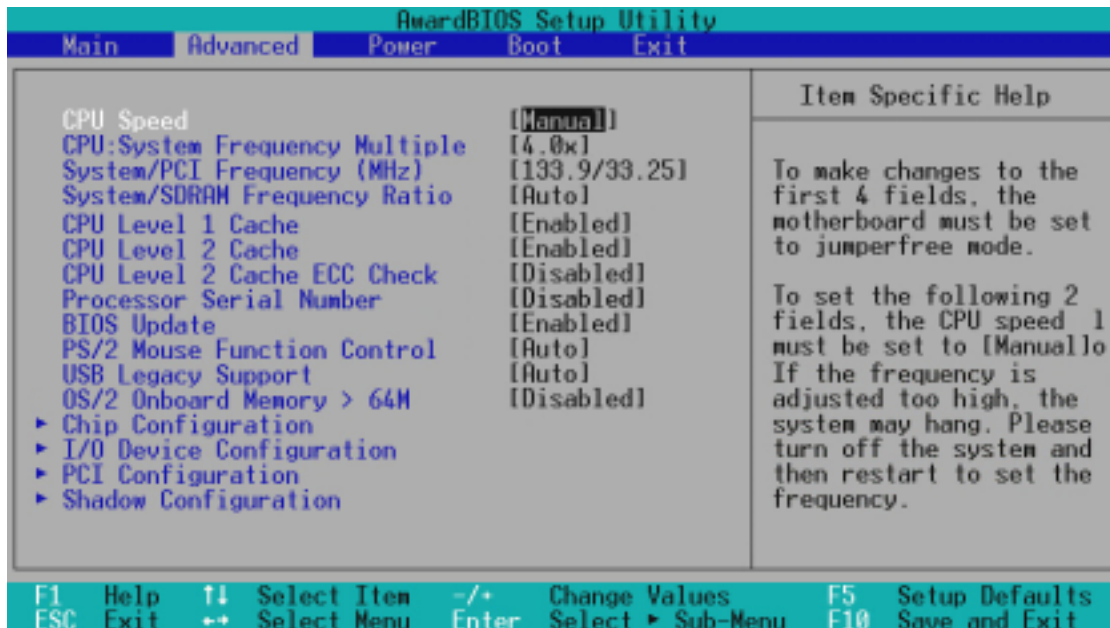 AwardBIOS Setup Utility
Main Advanced Power Boot Exit
CPU Speed [Manual]
CPU:System Frequency Multiple [4.0x]
System/PCI Frequency (MHz) [133.9/33.25]
System/SDRAM Frequency Ratio [Auto]
CPU Level 1 Cache [Enabled]
CPU Level 2 Cache [Enabled]
CPU Level 2 Cache ECC Check [Disabled]
Processor Serial Number [Disabled]
BIOS Update [Enabled]
PS/2 Mouse Function Control [Auto]
USB Legacy Support [Auto]
OS/2 Onboard Memory > 64M [Disabled]
► Chip Configuration
► I/O Device Configuration
► PCI Configuration
► Shadow Configuration
Item Specific Help
To make changes to the
first 4 fields, the
motherboard must be set
to jumperfree mode.
To set the following 2
fields, the CPU speed l
must be set to [Manual]o
If the frequency is
adjusted too high, the
system may hang. Please
turn off the system and
then restart to set the
frequency.
F1 Help ↑↓ Select Item -/+ Change Values F5 Setup Defaults
ESC Exit ←→ Select Menu Enter Select ► Sub-Menu F10 Save and Exit